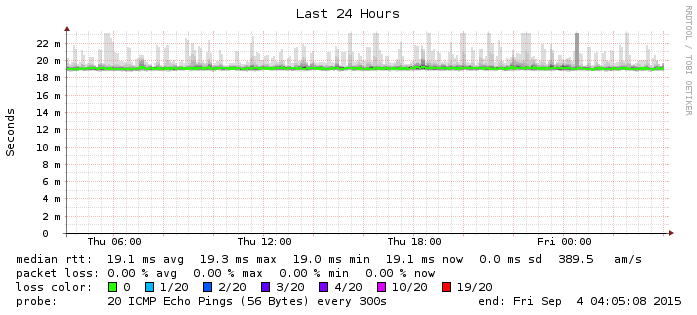 Last 24 Hours
RRDTOOL / TOBI OETIKER
Seconds
22 m
20 m
18 m
16 m
14 m
12 m
10 m
8 m
6 m
4 m
2 m
0
Thu 06:00 Thu 12:00 Thu 18:00 Fri 00:00
median rtt: 19.1 ms avg 19.3 ms max 19.0 ms min 19.1 ms now 0.0 ms sd 389.5 am/s
packet loss: 0.00 % avg 0.00 % max 0.00 % min 0.00 % now
loss color: 0 1/20 2/20 3/20 4/20 10/20 19/20
probe: 20 ICMP Echo Pings (56 Bytes) every 300s end: Fri Sep 4 04:05:08 2015